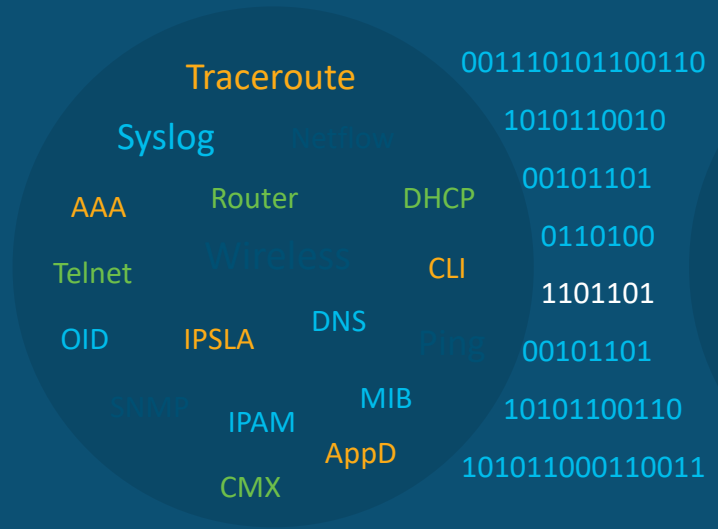 Traceroute
Syslog Netflow
AAA Router DHCP
Telnet Wireless CLI
OID IPSLA DNS Ping
SNMP IPAM MIB
AppD
CMX
001110101100110
1010110010
00101101
0110100
1101101
00101101
10101100110
101011000110011